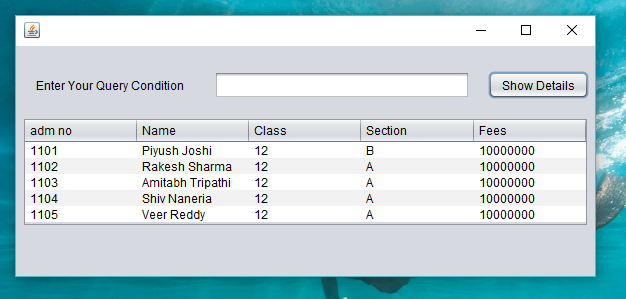 Enter Your Query Condition Show Details
adm no Name Class Section Fees
1101 Piyush Joshi 12 B 10000000
1102 Rakesh Sharma 12 A 10000000
1103 Amitabh Tripathi 12 A 10000000
1104 Shiv Naneria 12 A 10000000
1105 Veer Reddy 12 A 10000000